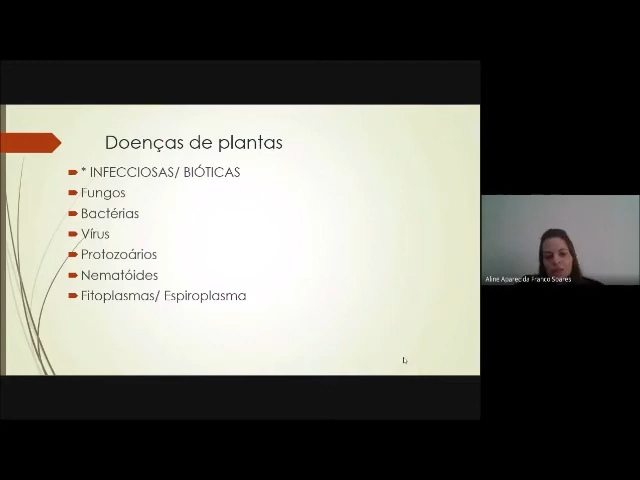 Doenças de plantas
* INFECCIOSAS/ BIÓTICAS
Fungos
Bactérias
Vírus
Protozoários
Nematóides
Fitoplasmas/ Espiroplasma
Aline Aparecida Franco Soares